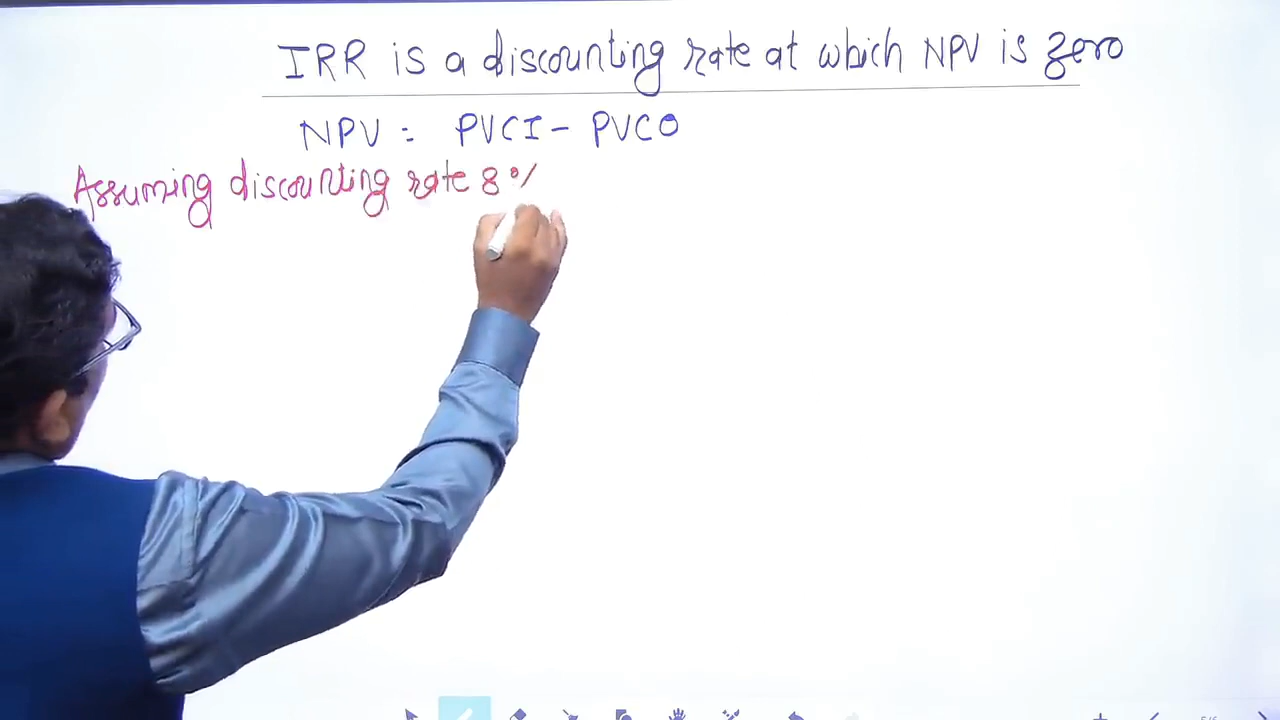 IRR is a discounting rate at which NPV is zero
NPV = PVCI - PVCO
Assuming discounting rate 8%